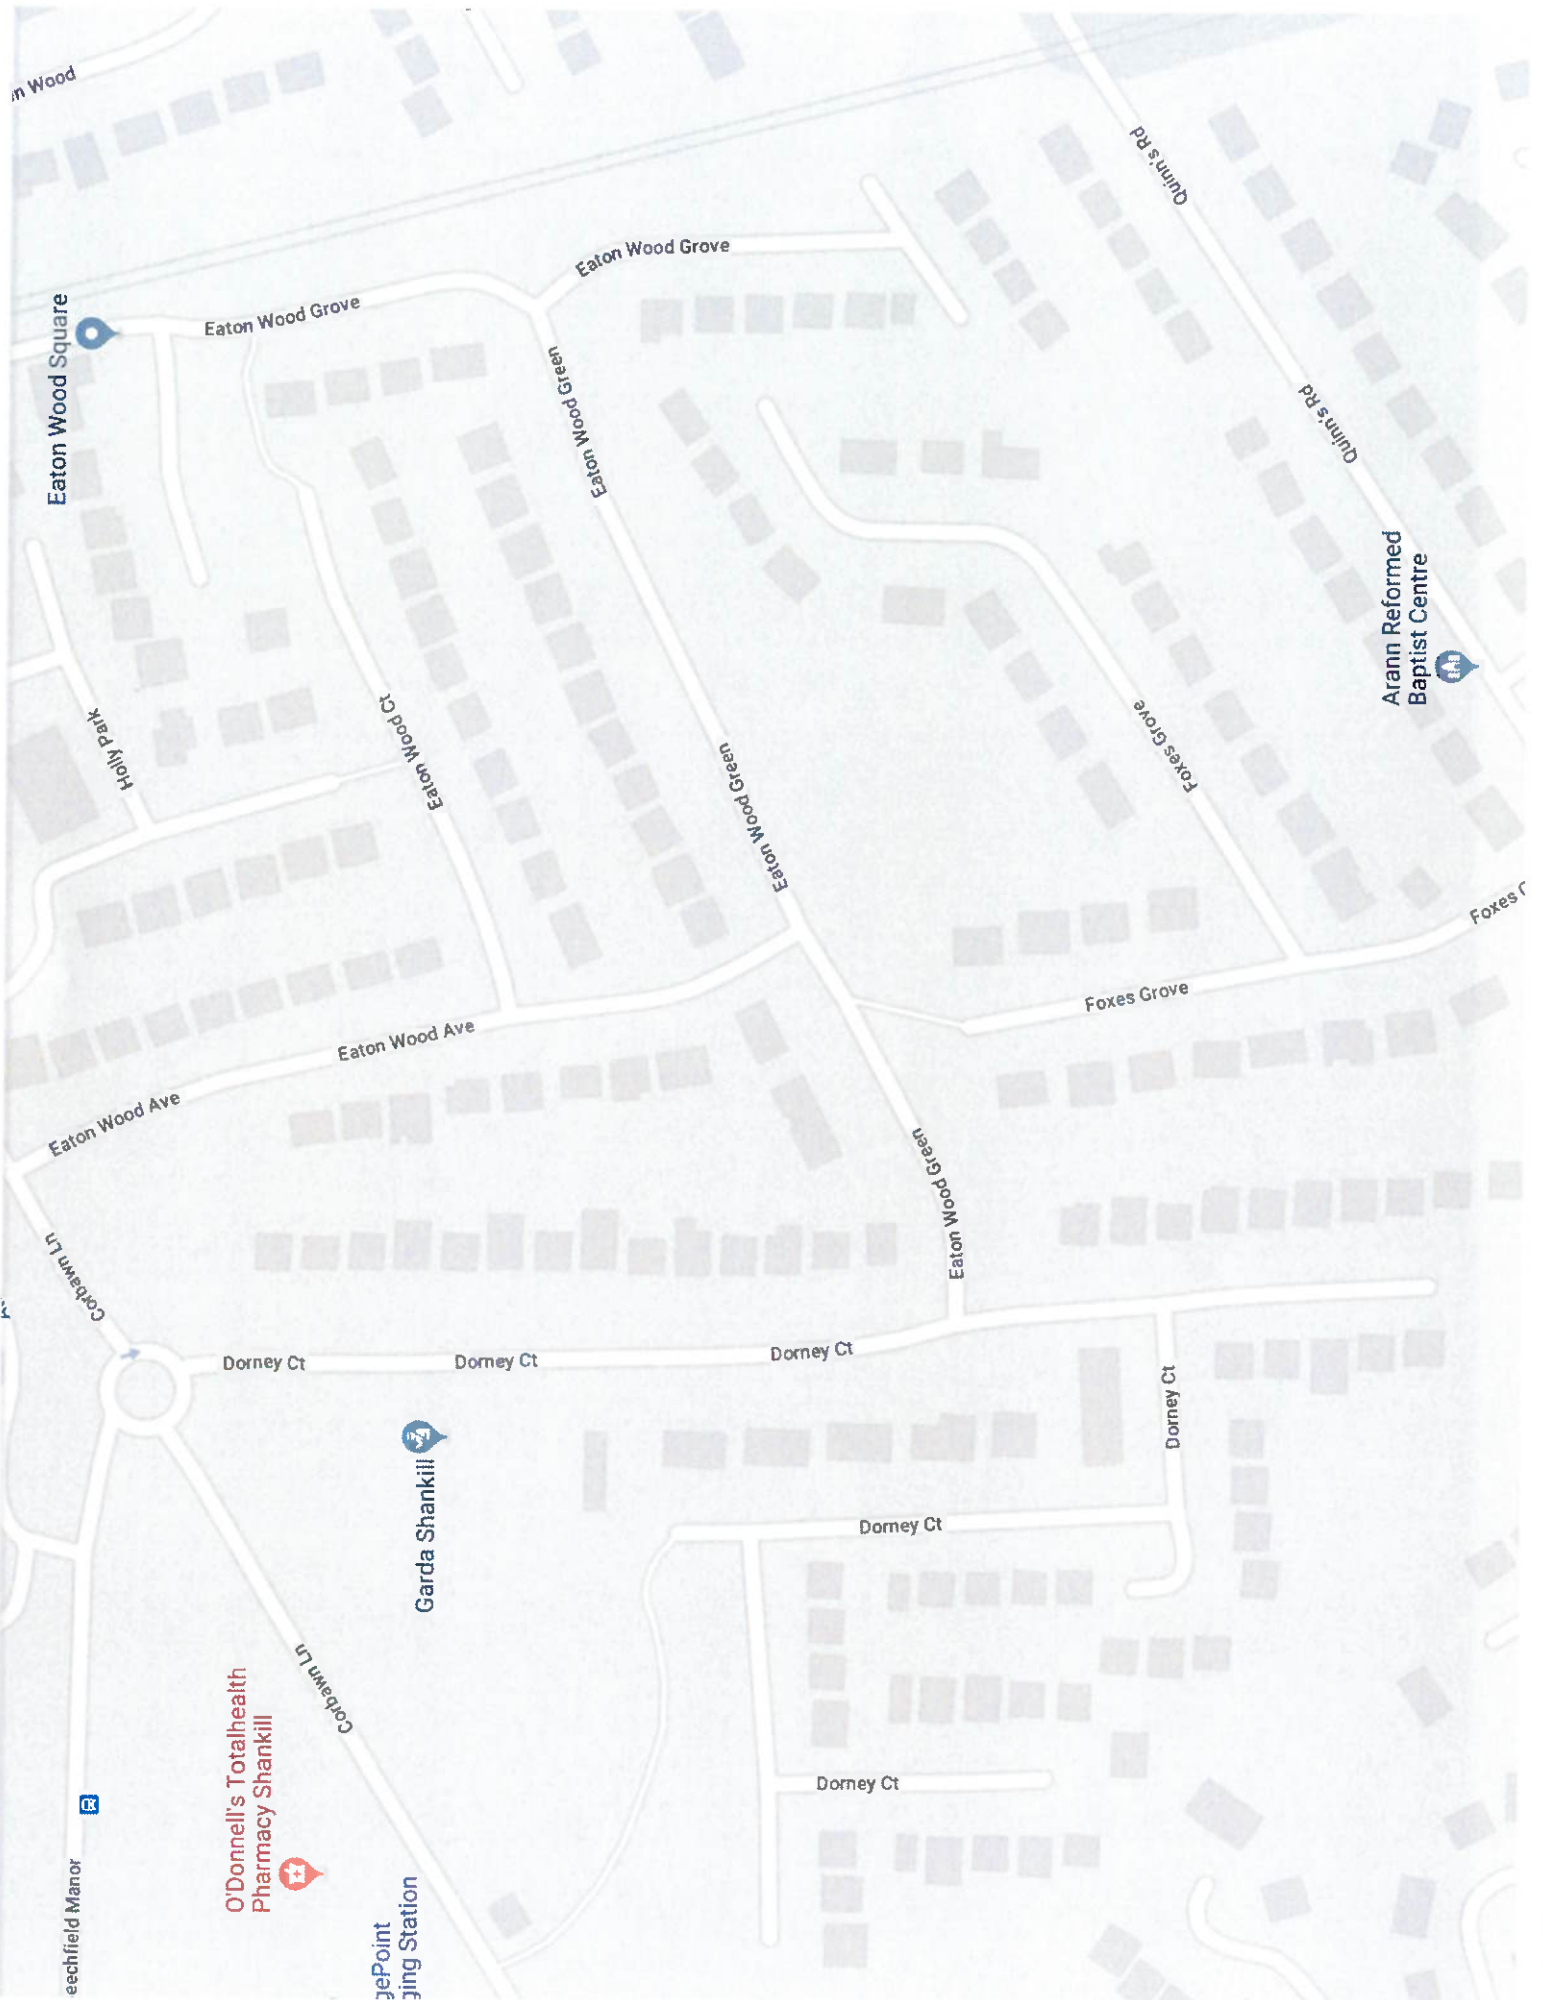 n Wood
Eaton Wood Square
Eaton Wood Grove
Eaton Wood Grove
Quinn's Rd
Quinn's Rd
Eaton Wood Green
Arann Reformed
Baptist Centre
Holly Park
Eaton Wood Ct
Eaton Wood Green
Foxes Grove
Foxes Grove
Foxes
Eaton Wood Ave
Eaton Wood Ave
Eaton Wood Green
Corbawn Ln
Dorney Ct
Dorney Ct
Dorney Ct
Dorney Ct
Garda Shankill
Dorney Ct
Corbawn Ln
O'Donnell's Totalhealth
Pharmacy Shankill
Dorney Ct
eechfield Manor
gePoint
ging Station